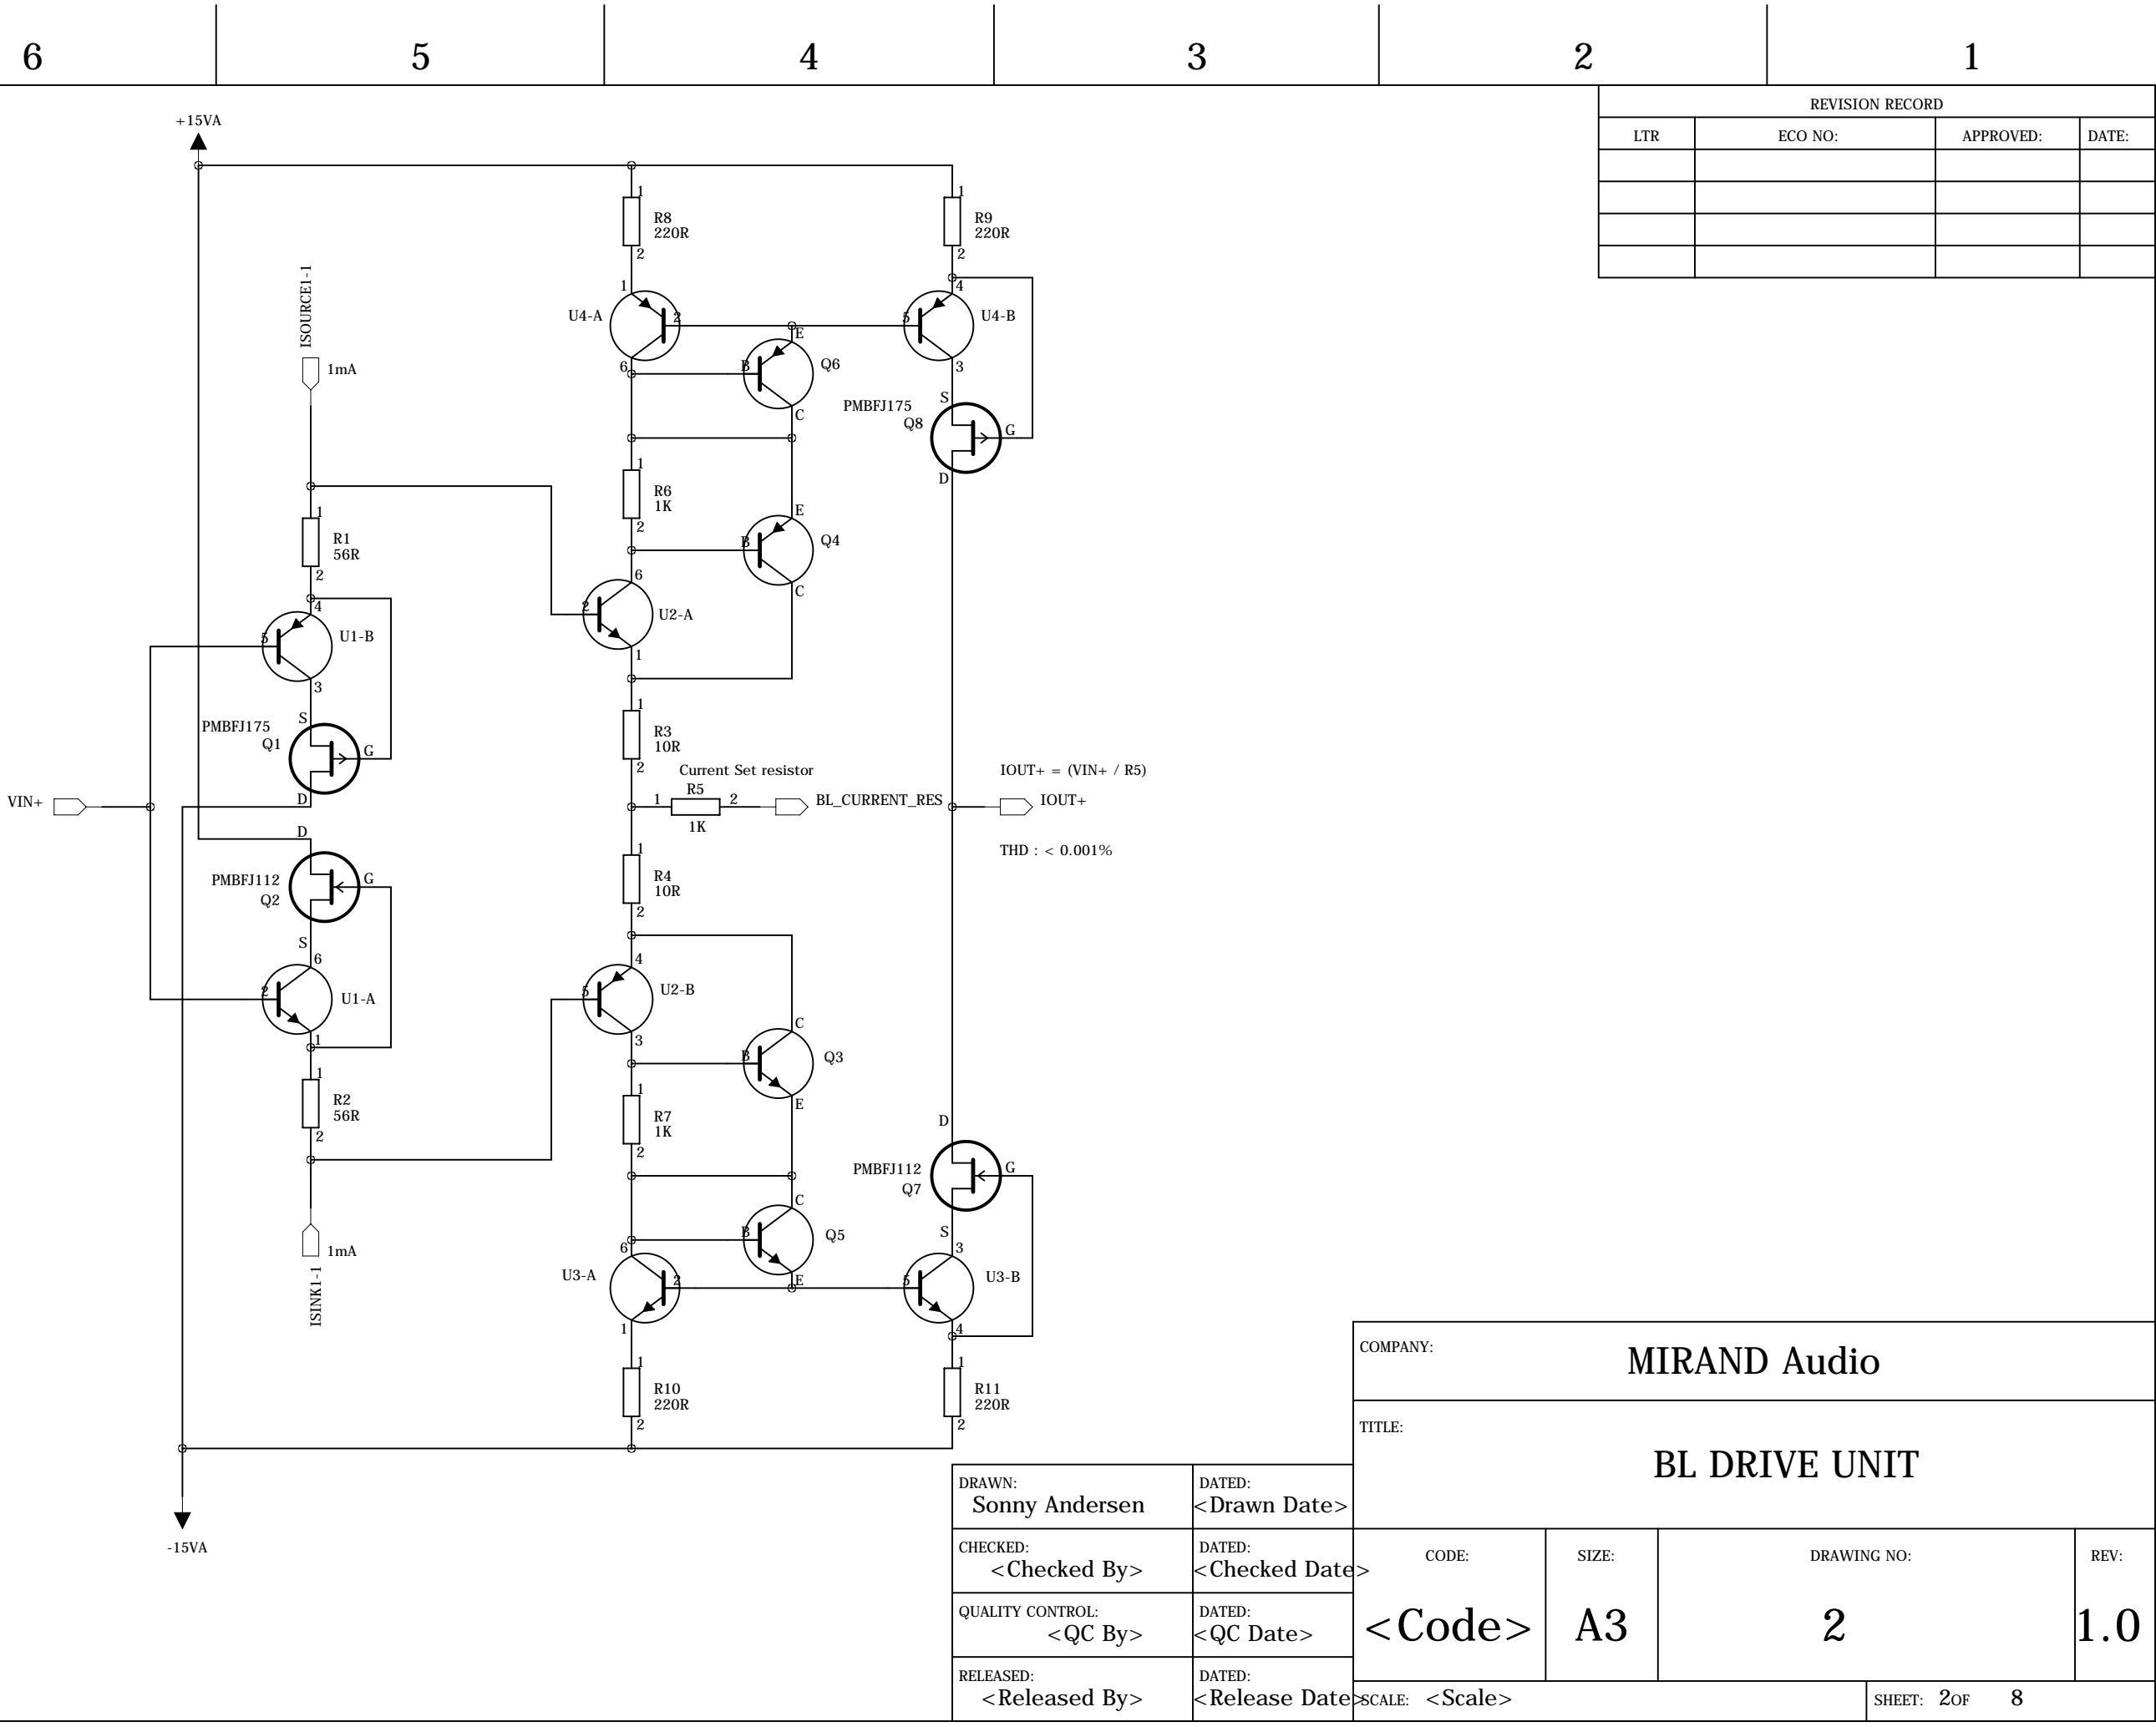 6 5 4 3 2 1
REVISION RECORD
LTR ECO NO: APPROVED: DATE:
+15VA
1
R8
220R
2
1
R9
220R
2
ISOURCE1-1
1mA
1
U4-A
2
6
E
B
Q6
C
4
5
U4-B
3
PMBFJ175
Q8
S
G
D
1
R1
56R
2
1
R6
1K
2
E
B
Q4
C
4
5
U1-B
3
6
2
U2-A
1
PMBFJ175
Q1
S
G
D
1
R3
10R
2
VIN+
Current Set resistor
R5
1 2
1K
BL_CURRENT_RES
IOUT+ = (VIN+ / R5)
IOUT+
THD : < 0.001%
D
PMBFJ112
Q2
G
S
1
R4
10R
2
6
2
U1-A
1
4
5
U2-B
3
C
B
Q3
E
1
R2
56R
2
1
R7
1K
2
D
PMBFJ112
Q7
G
S
1mA
ISINK1-1
C
B
Q5
E
6
U3-A
2
1
3
5
U3-B
4
1
R10
220R
2
1
R11
220R
2
-15VA
COMPANY:
MIRAND Audio
TITLE:
BL DRIVE UNIT
DRAWN:
Sonny Andersen
DATED:
<Drawn Date>
CHECKED:
<Checked By>
DATED:
<Checked Date>
QUALITY CONTROL:
<QC By>
DATED:
<QC Date>
RELEASED:
<Released By>
DATED:
<Release Date>
CODE:
<Code>
SIZE:
A3
DRAWING NO:
2
REV:
1.0
SCALE: <Scale>
SHEET: 2OF 8